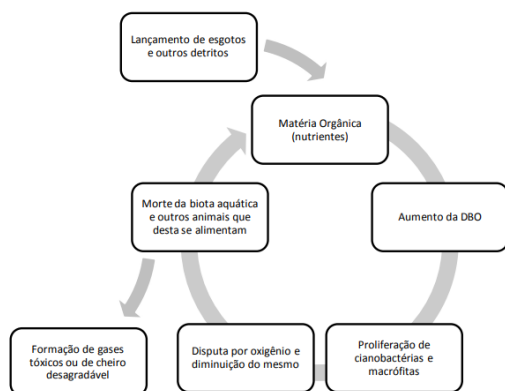 Lançamento de esgotos
e outros detritos
Matéria Orgânica
(nutrientes)
Aumento da DBO
Proliferação de
cianobactérias e
macrófitas
Disputa por oxigênio e
diminuição do mesmo
Morte da biota aquática
e outros animais que
desta se alimentam
Formação de gases
tóxicos ou de cheiro
desagradável